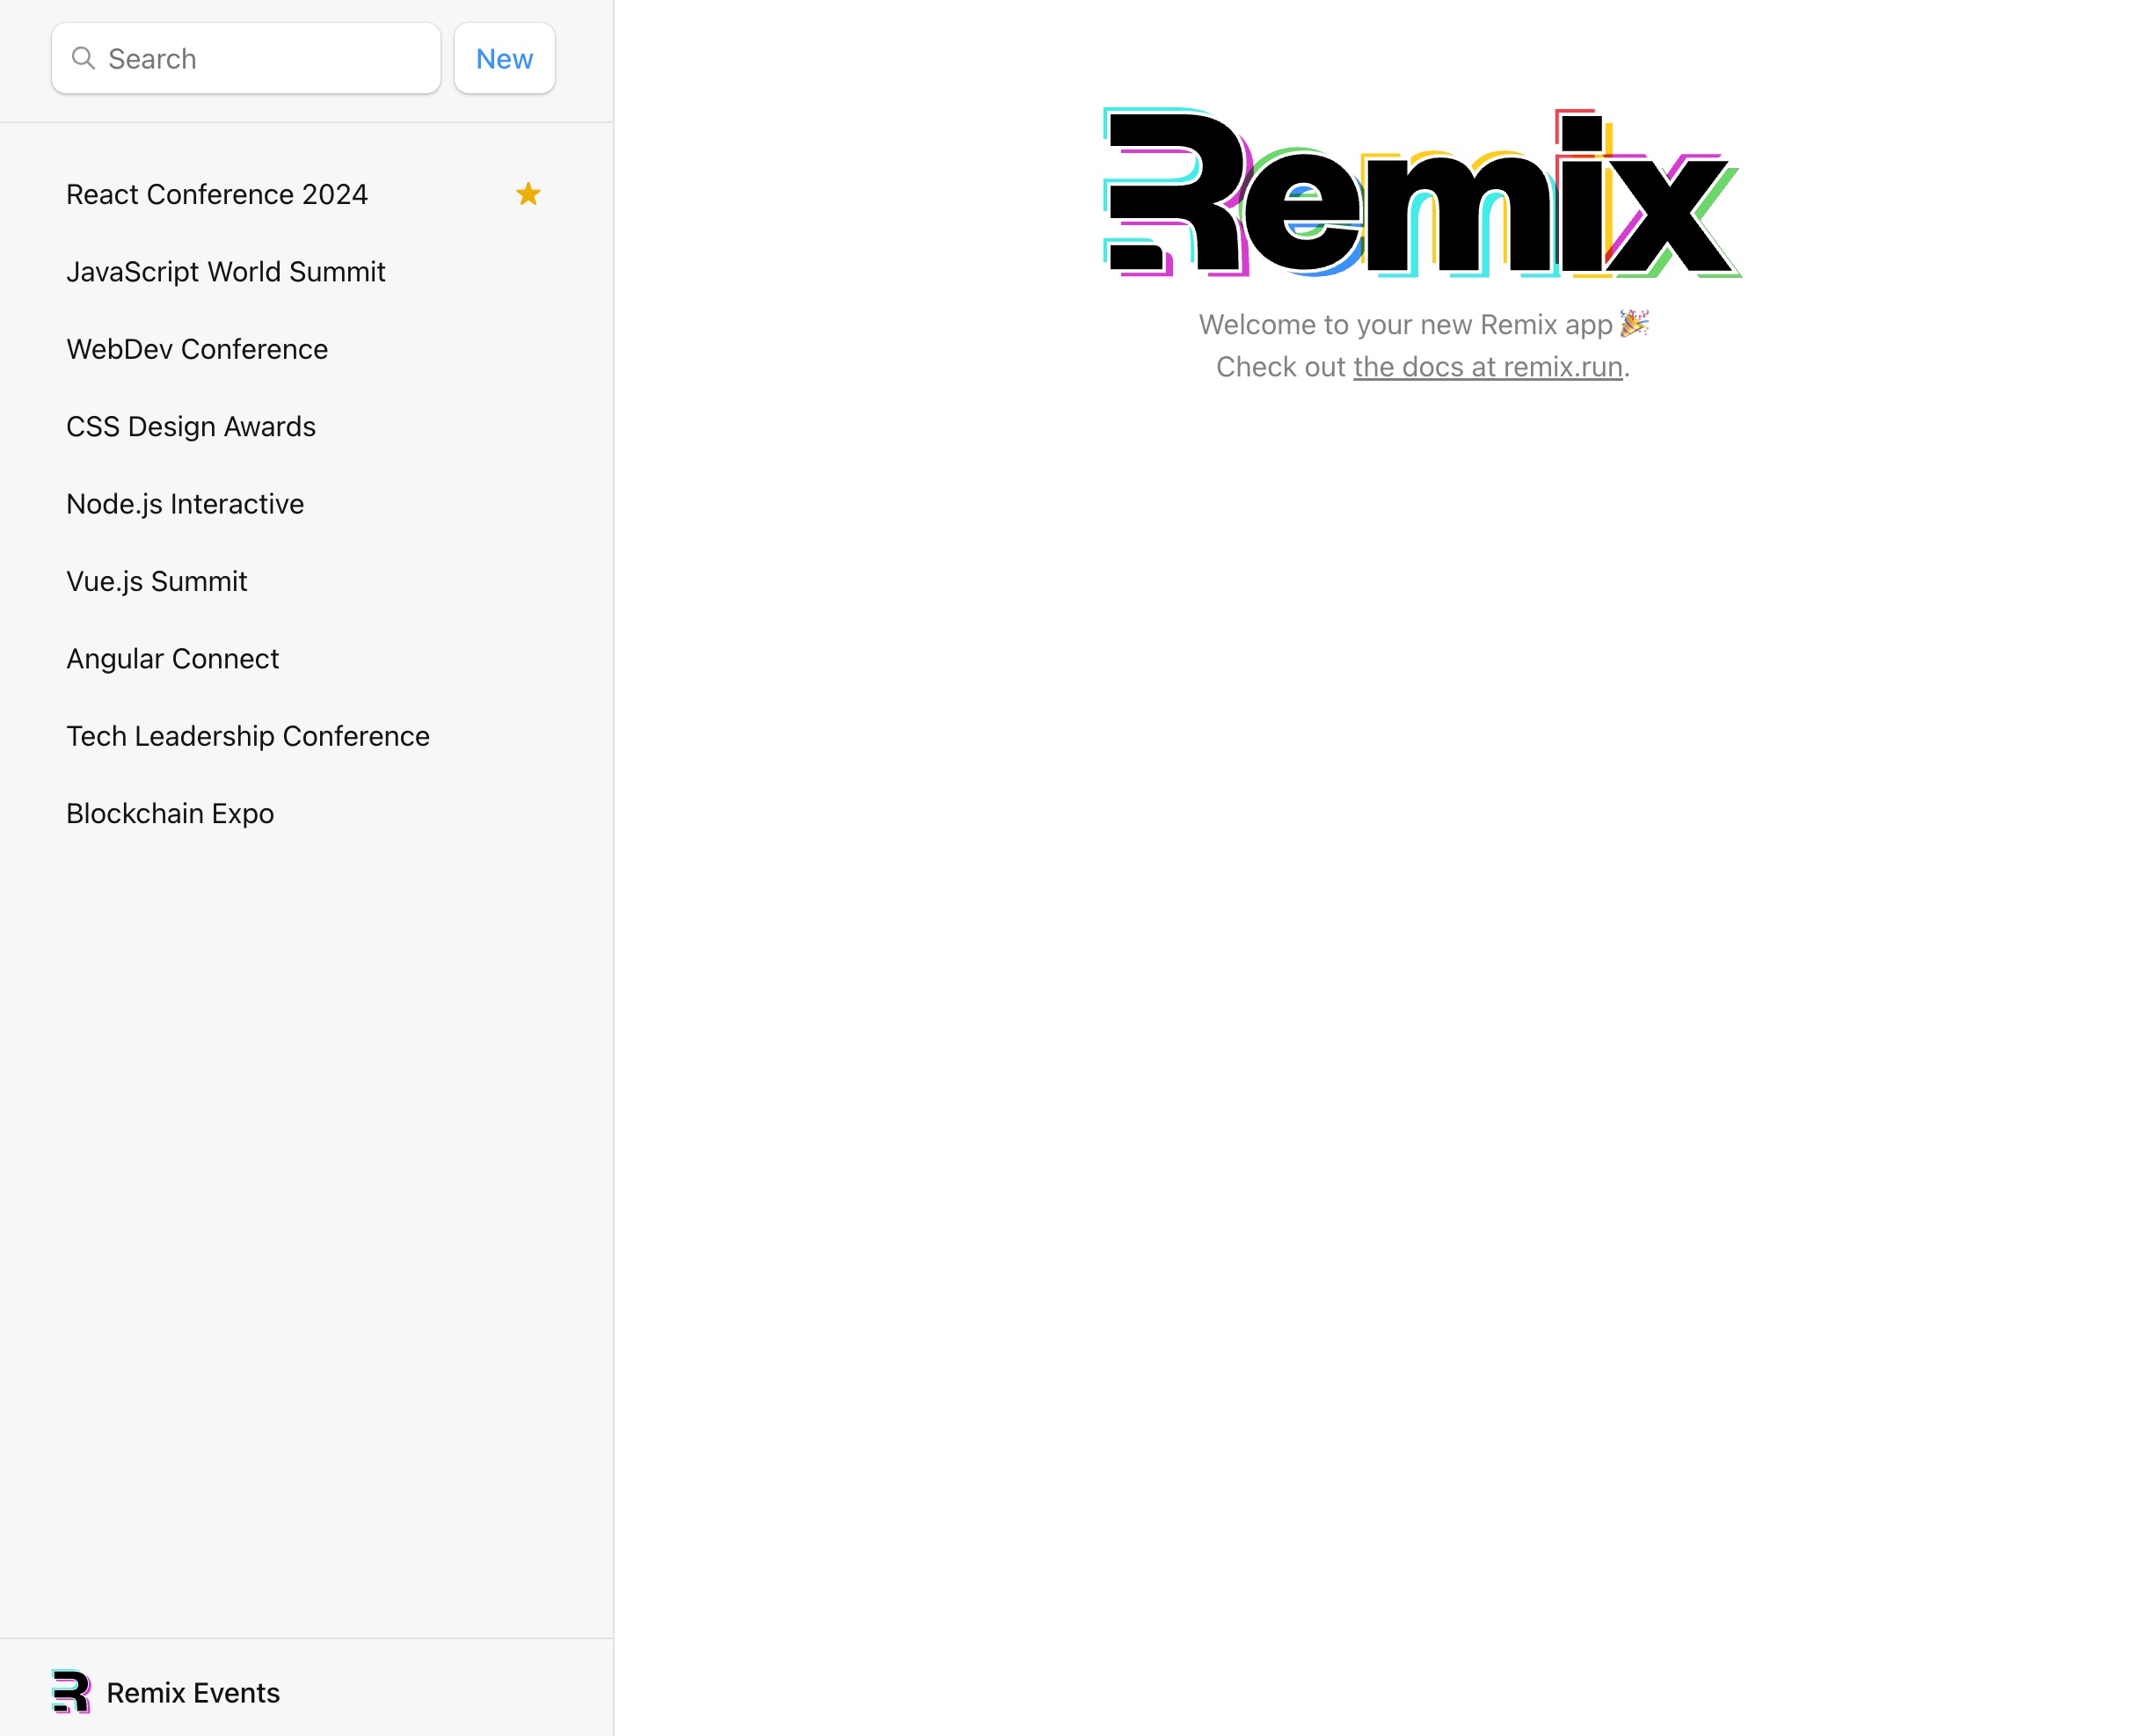 Search
New
React Conference 2024
JavaScript World Summit
WebDev Conference
CSS Design Awards
Node.js Interactive
Vue.js Summit
Angular Connect
Tech Leadership Conference
Blockchain Expo
Remix Events
Remix
Welcome to your new Remix app 🎉
Check out the docs at remix.run.